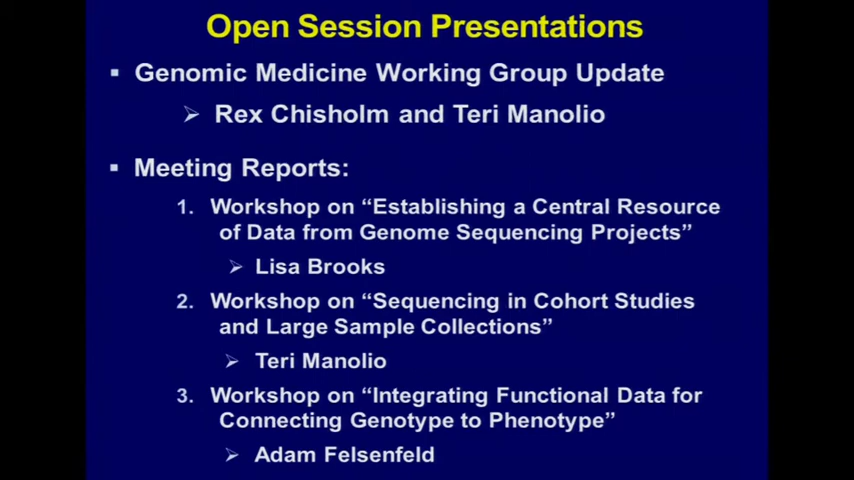 Open Session Presentations
▪ Genomic Medicine Working Group Update
➢ Rex Chisholm and Teri Manolio
▪ Meeting Reports:
1. Workshop on “Establishing a Central Resource
of Data from Genome Sequencing Projects”
➢ Lisa Brooks
2. Workshop on “Sequencing in Cohort Studies
and Large Sample Collections”
➢ Teri Manolio
3. Workshop on “Integrating Functional Data for
Connecting Genotype to Phenotype”
➢ Adam Felsenfeld